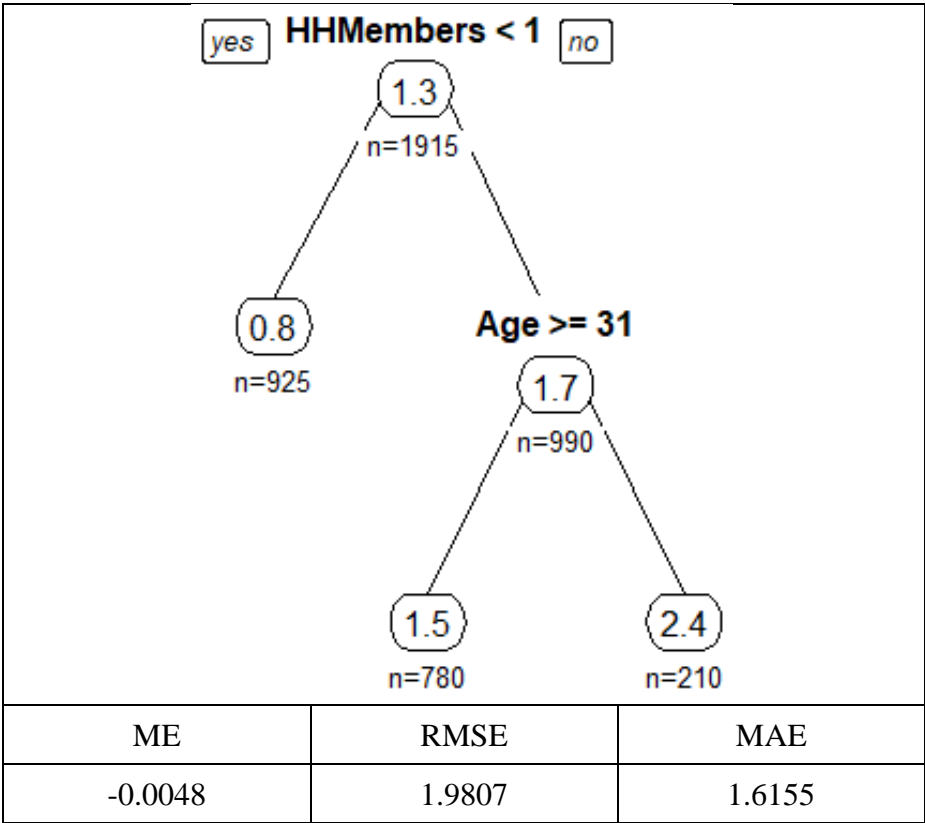 yes HHMembers < 1 no
1.3
n=1915
0.8
n=925
Age >= 31
1.7
n=990
1.5
n=780
2.4
n=210
ME RMSE MAE
-0.0048 1.9807 1.6155